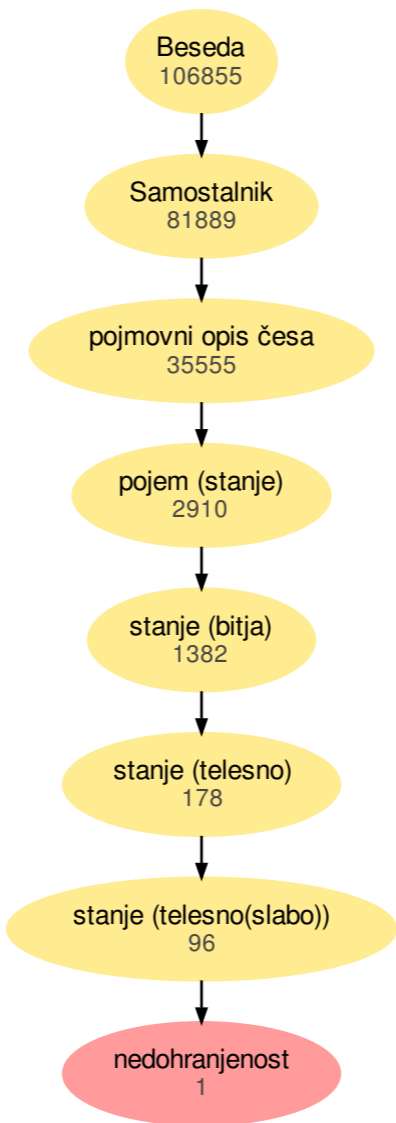 Beseda
106855
Samostalnik
81889
pojmovni opis česa
35555
pojem (stanje)
2910
stanje (bitja)
1382
stanje (telesno)
178
stanje (telesno(slabo))
96
nedohranjenost
1